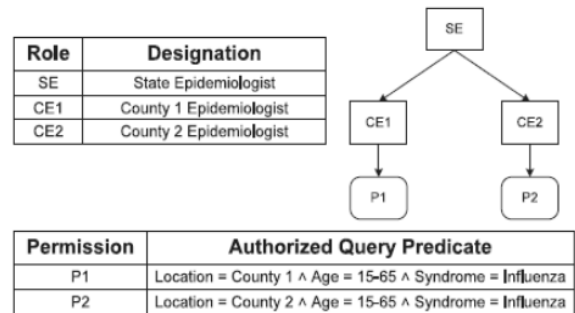 Role Designation
SE State Epidemiologist
CE1 County 1 Epidemiologist
CE2 County 2 Epidemiologist
SE
CE1 CE2
P1 P2
Permission Authorized Query Predicate
P1 Location = County 1 ∧ Age = 15-65 ∧ Syndrome = Influenza
P2 Location = County 2 ∧ Age = 15-65 ∧ Syndrome = Influenza